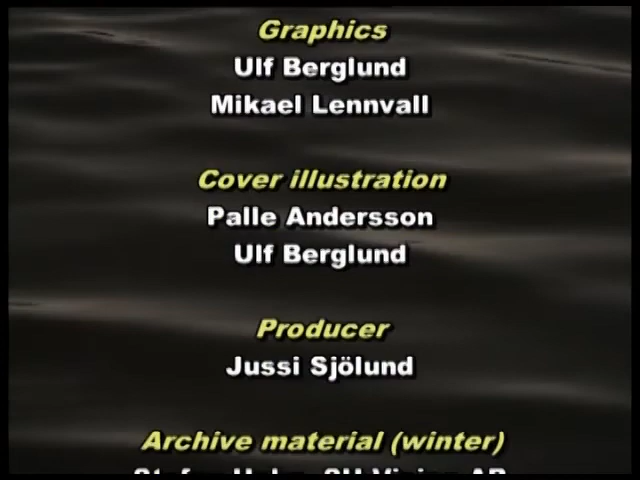 Graphics
Ulf Berglund
Mikael Lennvall
Cover illustration
Palle Andersson
Ulf Berglund
Producer
Jussi Sjölund
Archive material (winter)